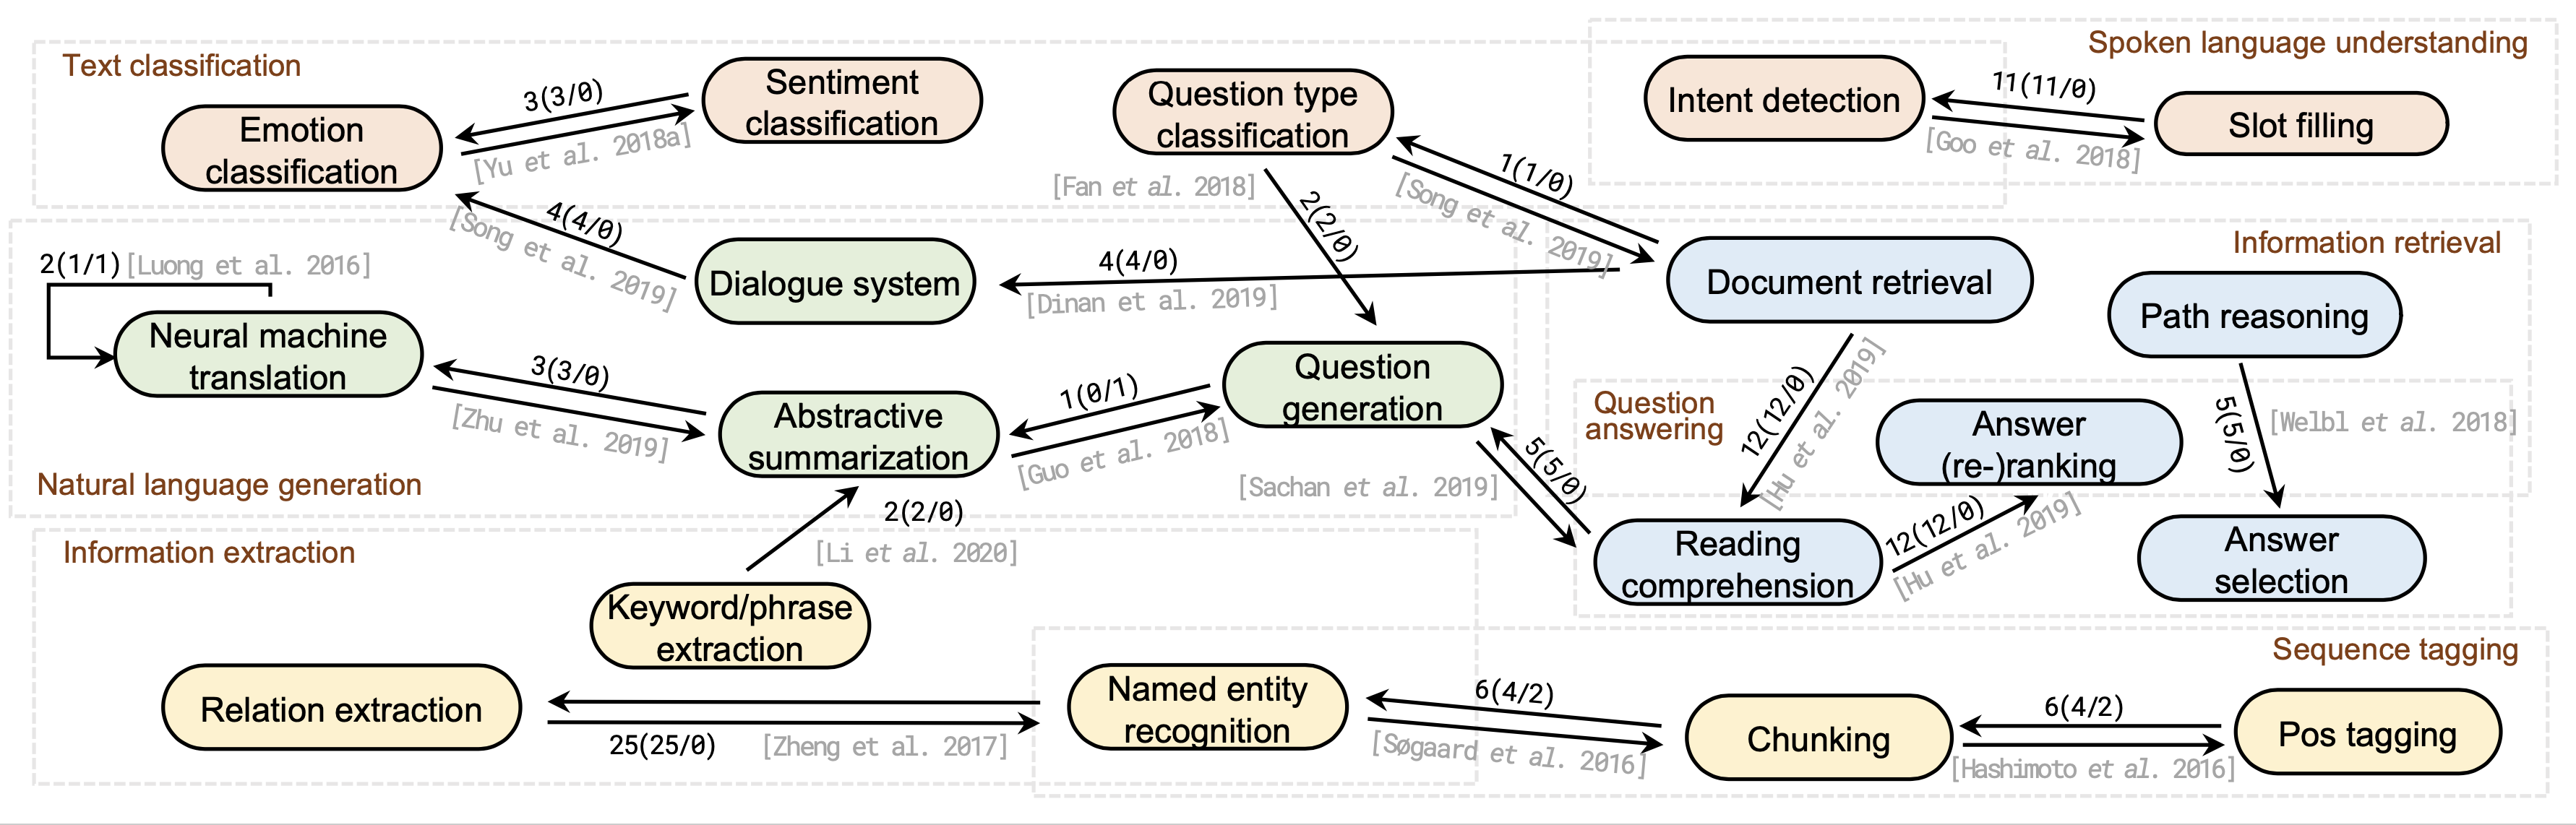 Text classification
Spoken language understanding
Emotion
classification
3(3/0)
[Yu et al. 2018a]
Sentiment
classification
Question type
classification
Intent detection
11(11/0)
[Goo et al. 2018]
Slot filling
[Fan et al. 2018]
2(2/0)
1(1/0)
[Song et al. 2019]
4(4/0)
[Song et al. 2019]
Dialogue system
4(4/0)
[Dinan et al. 2019]
Document retrieval
Information retrieval
Path reasoning
2(1/1)
[Luong et al. 2016]
Neural machine
translation
3(3/0)
[Zhu et al. 2019]
Abstractive
summarization
1(0/1)
[Guo et al. 2018]
Question
generation
12(12/0)
[Hu et al. 2019]
Question
answering
Answer
(re-)ranking
5(5/0)
[Welbl et al. 2018]
Natural language generation
[Sachan et al. 2019]
5(5/0)
Reading
comprehension
12(12/0)
[Hu et al. 2019]
Answer
selection
Information extraction
2(2/0)
[Li et al. 2020]
Keyword/phrase
extraction
Sequence tagging
Relation extraction
25(25/0)
[Zheng et al. 2017]
Named entity
recognition
6(4/2)
[Søgaard et al. 2016]
Chunking
6(4/2)
[Hashimoto et al. 2016]
Pos tagging